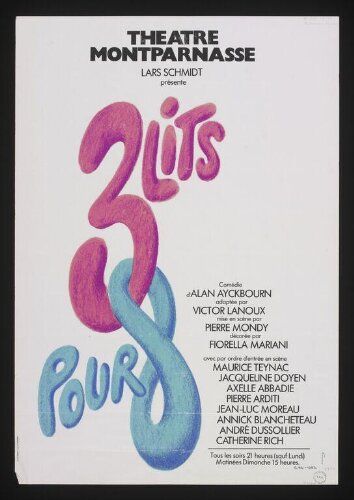 THEATRE
MONTPARNASSE
LARS SCHMIDT
présente
3 LITS
POUR 8
Comédie
d'ALAN AYCKBOURN
adaptée par
VICTOR LANOUX
mise en scène par
PIERRE MONDY
décorée par
FIORELLA MARIANI
avec par ordre d'entrée en scène
MAURICE TEYNAC
JACQUELINE DOYEN
AXELLE ABBADIE
PIERRE ARDITI
JEAN-LUC MOREAU
ANNICK BLANCHETEAU
ANDRÉ DUSSOLLIER
CATHERINE RICH
Tous les soirs 21 heures (sauf Lundi)
Matinées Dimanche 15 heures.